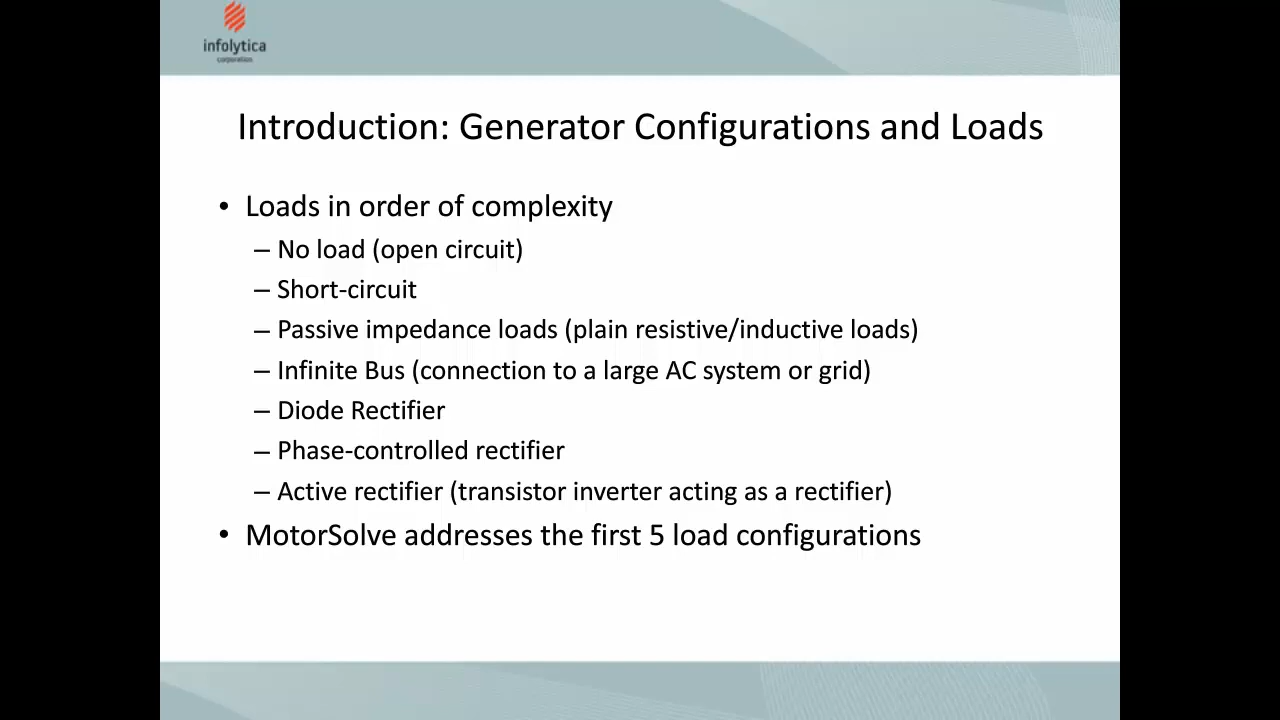 infolytica
corporation
Introduction: Generator Configurations and Loads
• Loads in order of complexity
– No load (open circuit)
– Short-circuit
– Passive impedance loads (plain resistive/inductive loads)
– Infinite Bus (connection to a large AC system or grid)
– Diode Rectifier
– Phase-controlled rectifier
– Active rectifier (transistor inverter acting as a rectifier)
• MotorSolve addresses the first 5 load configurations